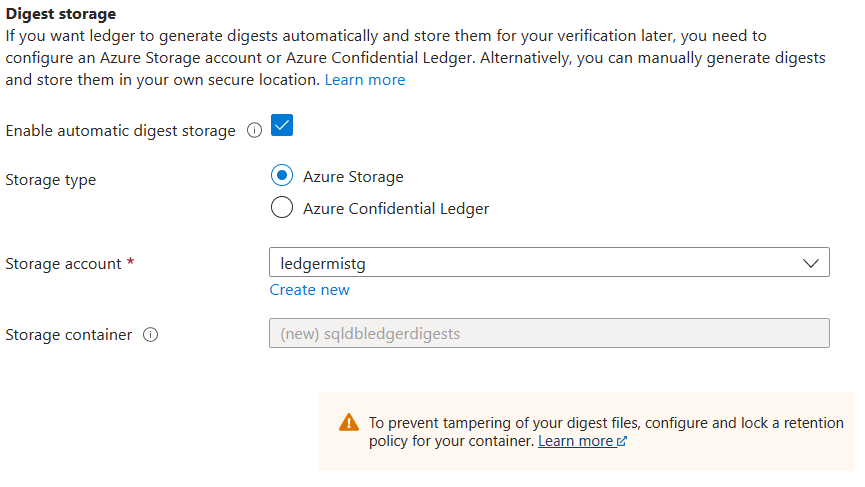 Digest storage
If you want ledger to generate digests automatically and store them for your verification later, you need to
configure an Azure Storage account or Azure Confidential Ledger. Alternatively, you can manually generate digests
and store them in your own secure location. Learn more
Enable automatic digest storage
Storage type
Azure Storage
Azure Confidential Ledger
Storage account *
ledgermistg
Create new
Storage container
(new) sqldbledgerdigests
To prevent tampering of your digest files, configure and lock a retention
policy for your container. Learn more